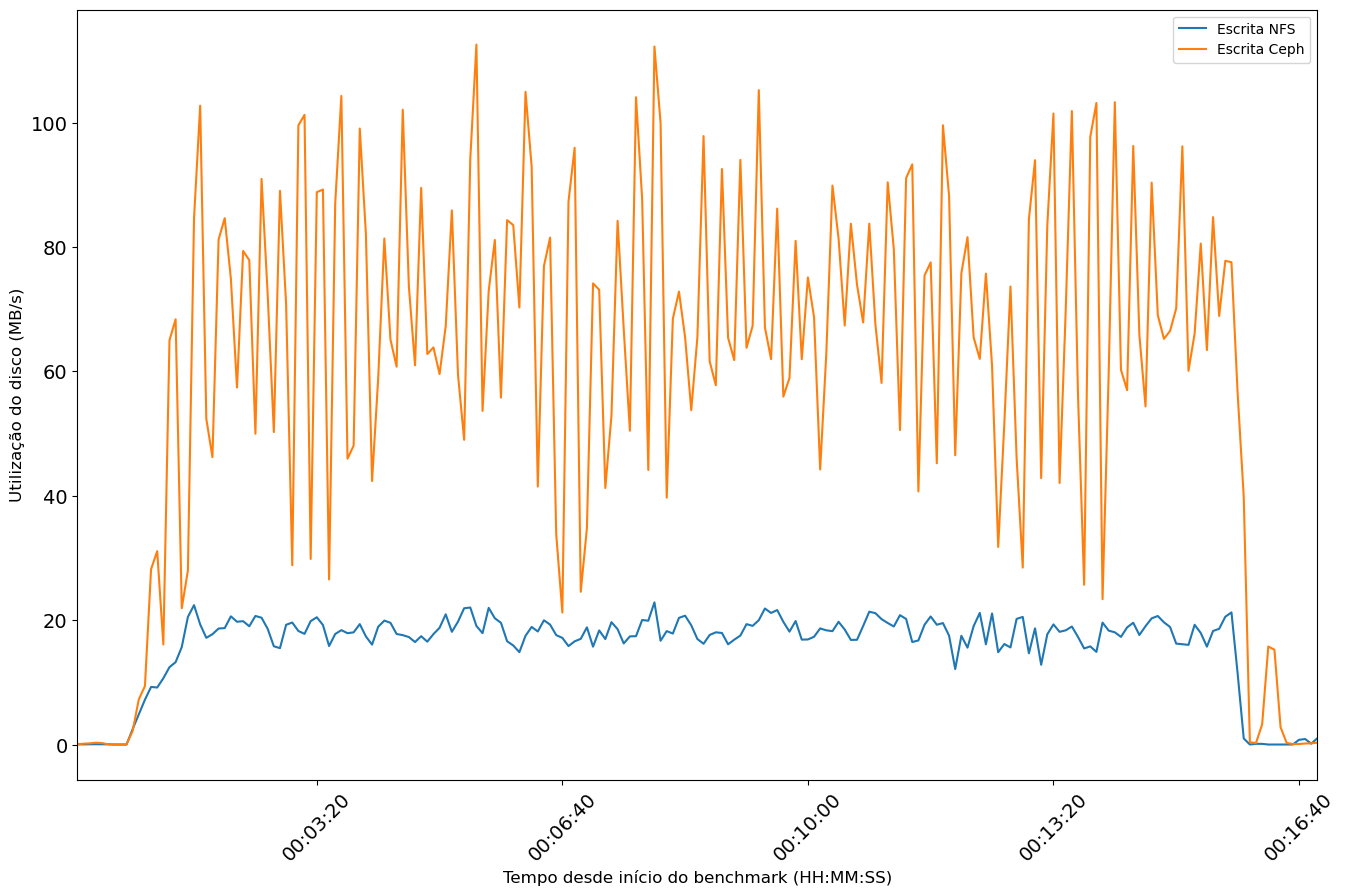 Escrita NFS
Escrita Ceph
Utilização do disco (MB/s)
100
80
60
40
20
0
00:03:20
00:06:40
00:10:00
00:13:20
00:16:40
Tempo desde início do benchmark (HH:MM:SS)